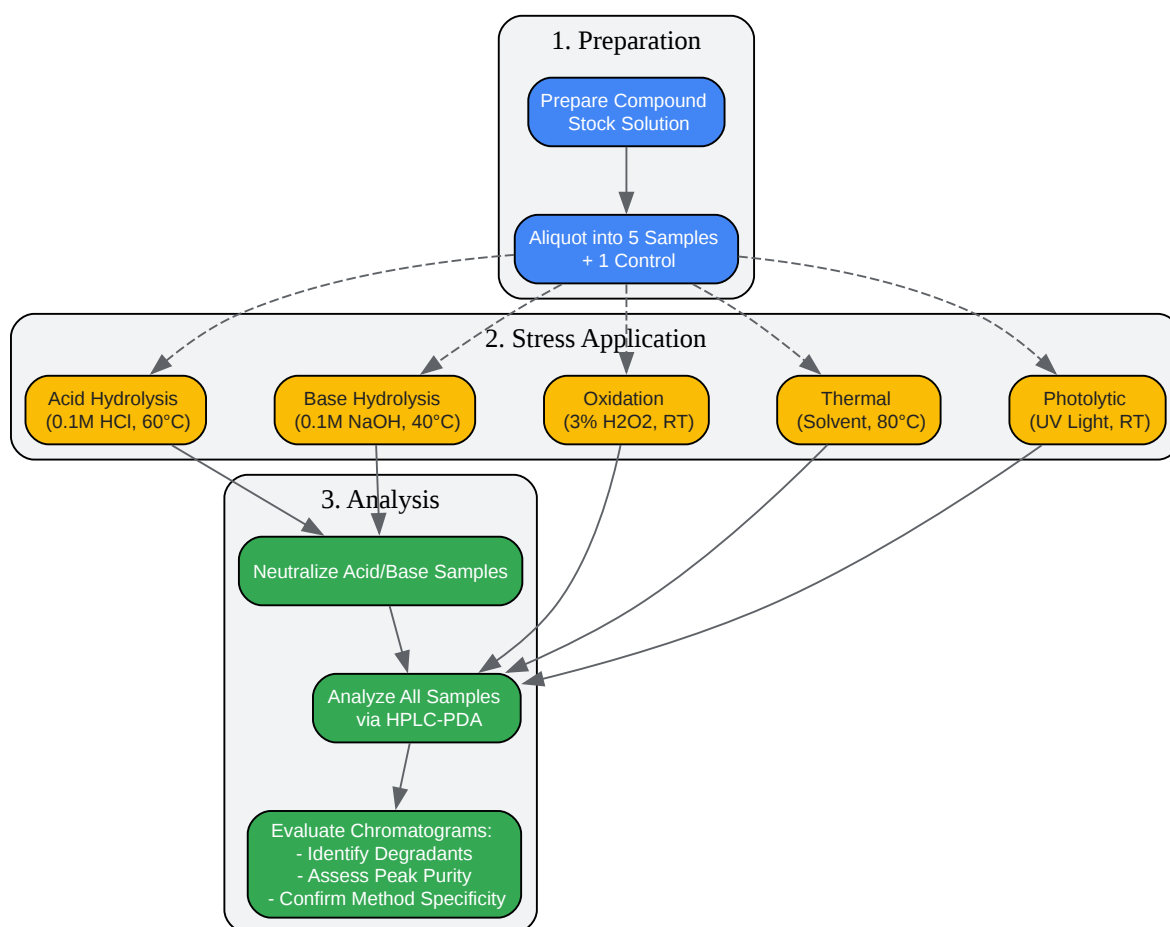 1. Preparation
Prepare Compound
Stock Solution
Aliquot into 5 Samples
+ 1 Control
2. Stress Application
Acid Hydrolysis
(0.1M HCl, 60°C)
Base Hydrolysis
(0.1M NaOH, 40°C)
Oxidation
(3% H2O2, RT)
Thermal
(Solvent, 80°C)
Photolytic
(UV Light, RT)
3. Analysis
Neutralize Acid/Base Samples
Analyze All Samples
via HPLC-PDA
Evaluate Chromatograms:
- Identify Degradants
- Assess Peak Purity
- Confirm Method Specificity